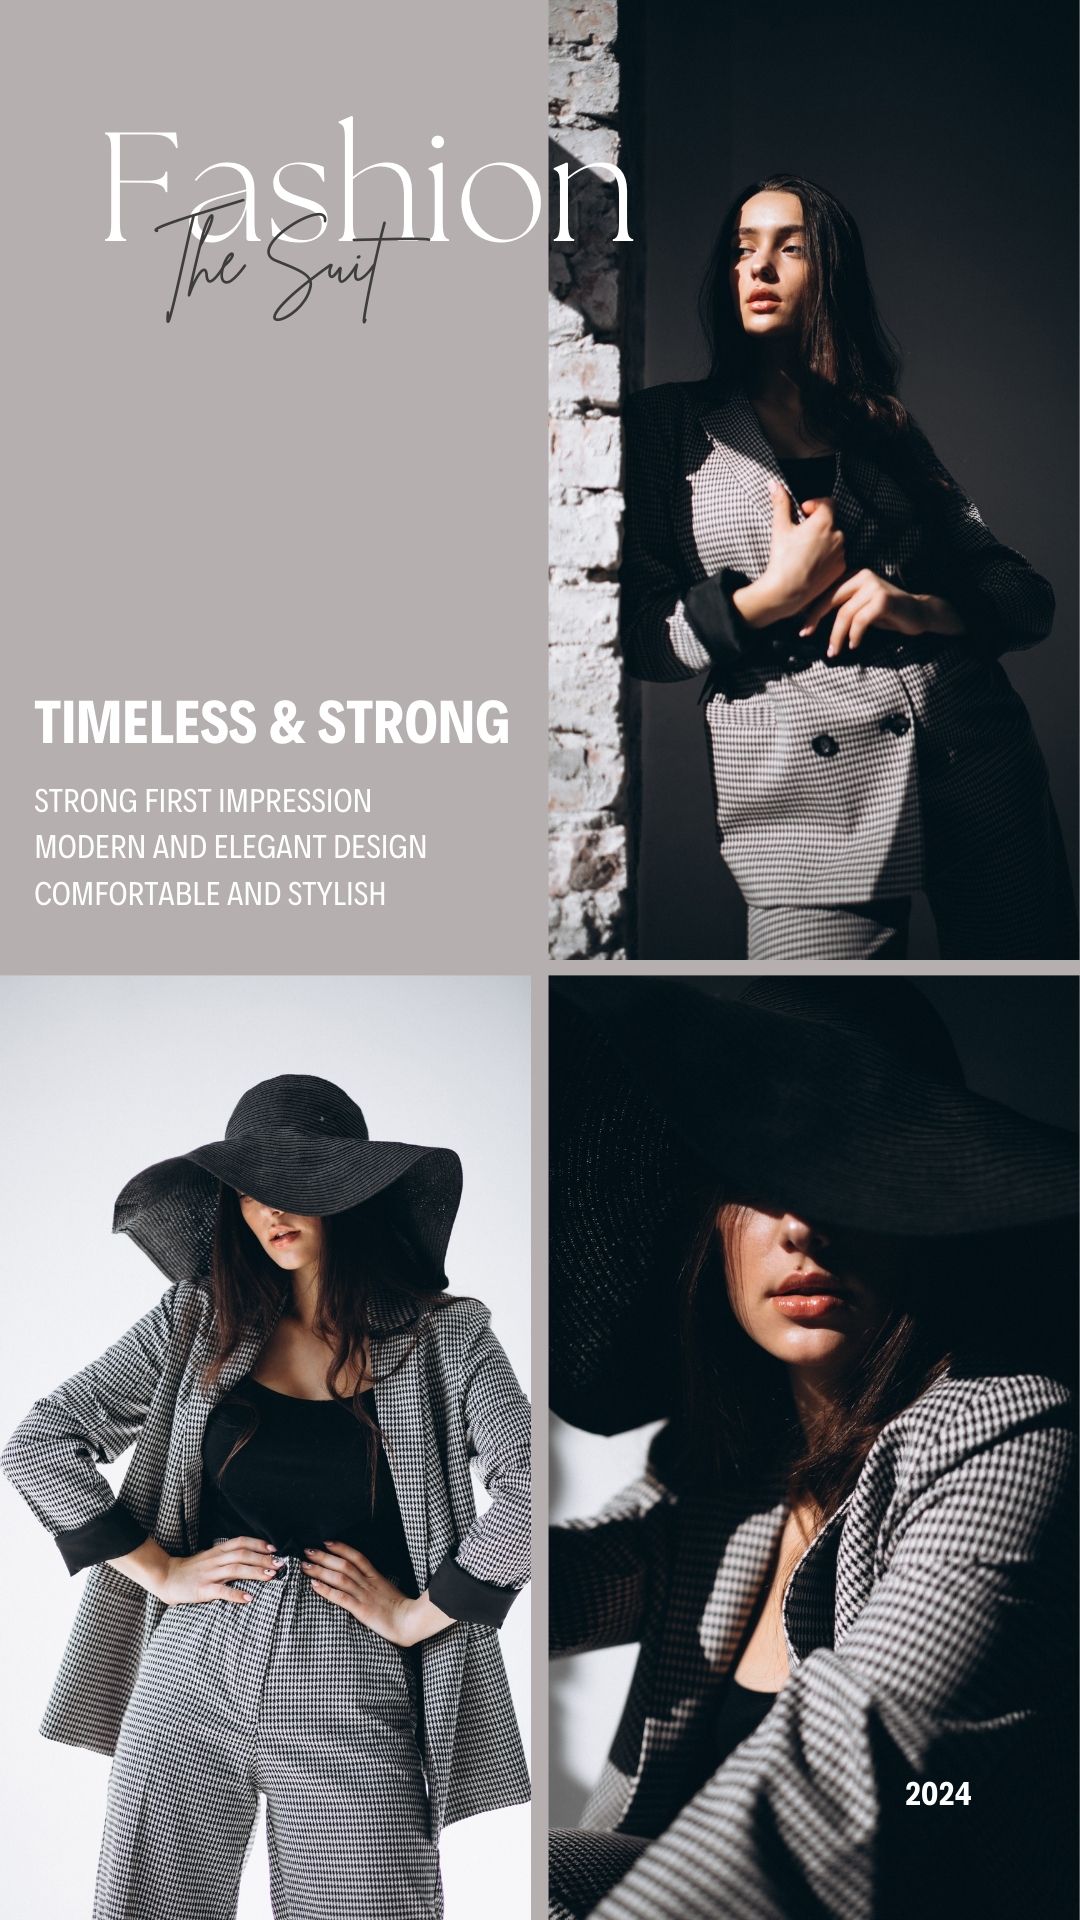 Fashion
The Suit
TIMELESS & STRONG
STRONG FIRST IMPRESSION
MODERN AND ELEGANT DESIGN
COMFORTABLE AND STYLISH
2024